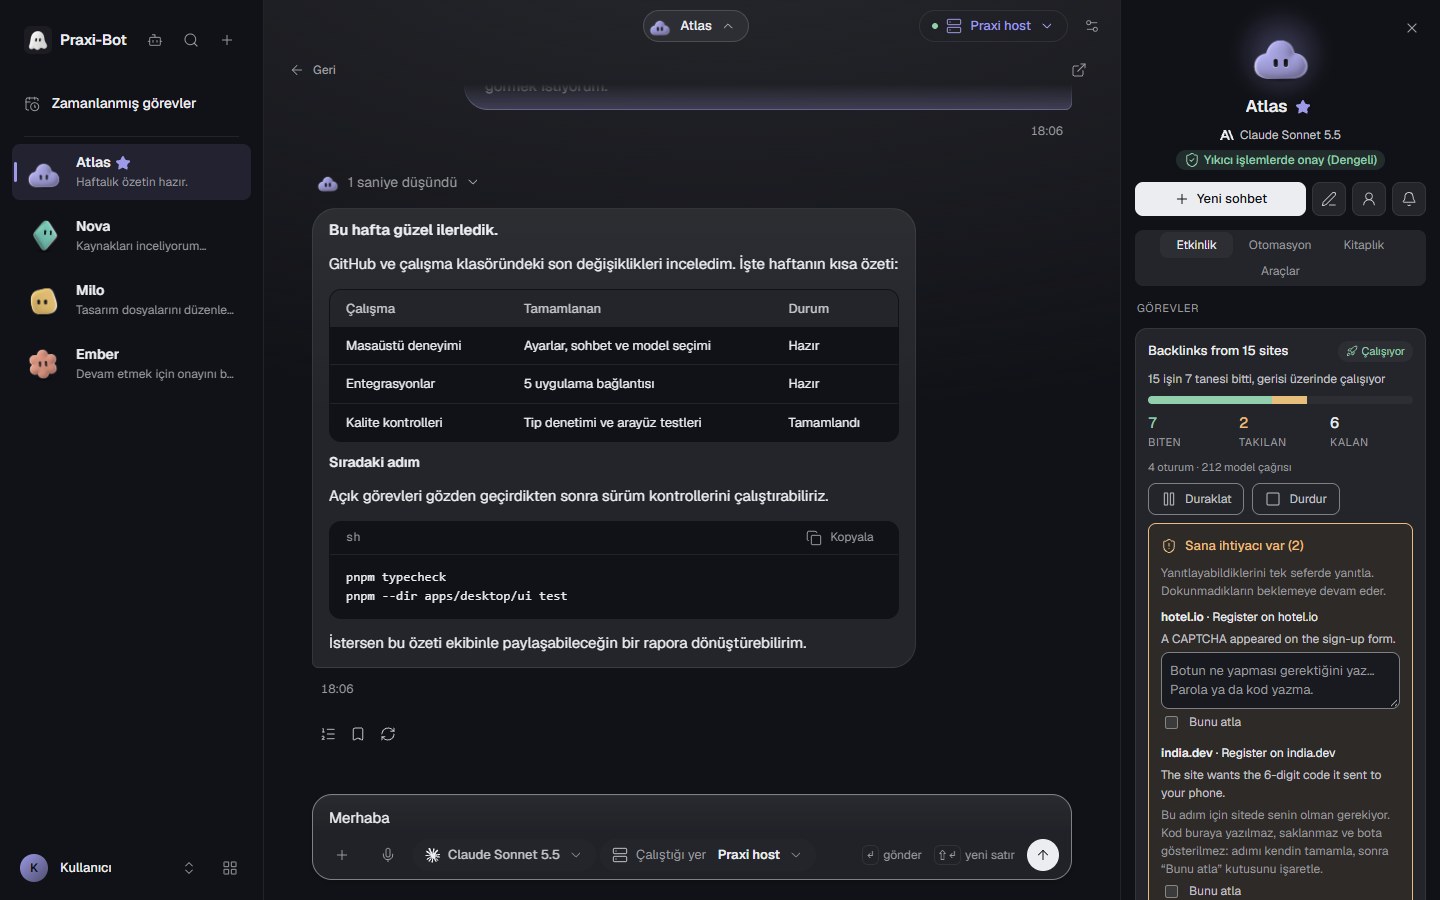 Praxi-Bot
Zamanlanmış görevler
Atlas
Haftalık özetin hazır.
Nova
Kaynakları inceliyorum...
Milo
Tasarım dosyalarını düzenle...
Ember
Devam etmek için onayını b...
K
Kullanıcı
Atlas
Praxi host
Geri
görmek istiyorum.
18:06
1 saniye düşündü
Bu hafta güzel ilerledik.
GitHub ve çalışma klasöründeki son değişiklikleri inceledim. İşte haftanın kısa özeti:
Çalışma Tamamlanan Durum
Masaüstü deneyimi Ayarlar, sohbet ve model seçimi Hazır
Entegrasyonlar 5 uygulama bağlantısı Hazır
Kalite kontrolleri Tip denetimi ve arayüz testleri Tamamlandı
Sıradaki adım
Açık görevleri gözden geçirdikten sonra sürüm kontrollerini çalıştırabiliriz.
sh Kopyala
pnpm typecheck
pnpm --dir apps/desktop/ui test
İstersen bu özeti ekibinle paylaşabileceğin bir rapora dönüştürebilirim.
18:06
Merhaba
Claude Sonnet 5.5 Çalıştığı yer Praxi host gönder yeni satır
Atlas
Claude Sonnet 5.5
Yıkıcı işlemlerde onay (Dengeli)
Yeni sohbet
Etkinlik Otomasyon Kitaplık
Araçlar
GÖREVLER
Backlinks from 15 sites Çalışıyor
15 işin 7 tanesi bitti, gerisi üzerinde çalışıyor
7 2 6
BITEN TAKILAN KALAN
4 oturum · 212 model çağrısı
Duraklat Durdur
Sana ihtiyacı var (2)
Yanıtlayabildiklerini tek seferde yanıtla.
Dokunmadıkların beklemeye devam eder.
hotel.io · Register on hotel.io
A CAPTCHA appeared on the sign-up form.
Botun ne yapması gerektiğini yaz...
Parola ya da kod yazma.
Bunu atla
india.dev · Register on india.dev
The site wants the 6-digit code it sent to
your phone.
Bu adım için sitede senin olman gerekiyor.
Kod buraya yazılmaz, saklanmaz ve bota
gösterilmez: adımı kendin tamamla, sonra
"Bunu atla" kutusunu işaretle.
Bunu atla